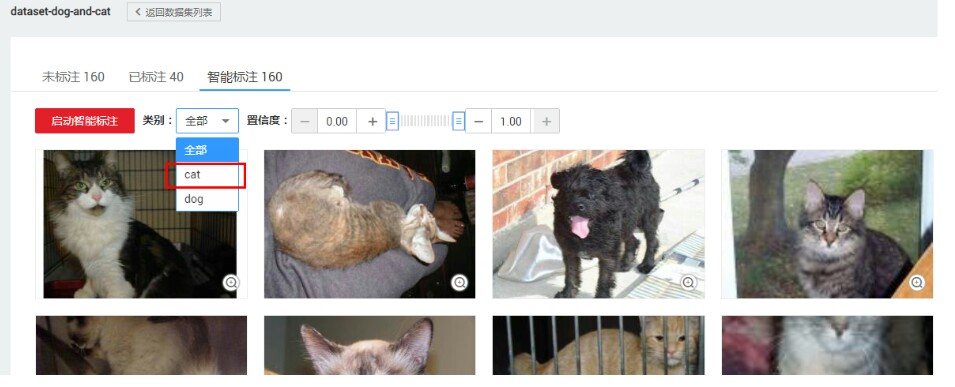 dataset-dog-and-cat < 返回数据集列表
未标注 160 已标注 40 智能标注 160
启动智能标注 类别： 全部 置信度： − 0.00 + − 1.00 +
全部
cat
dog